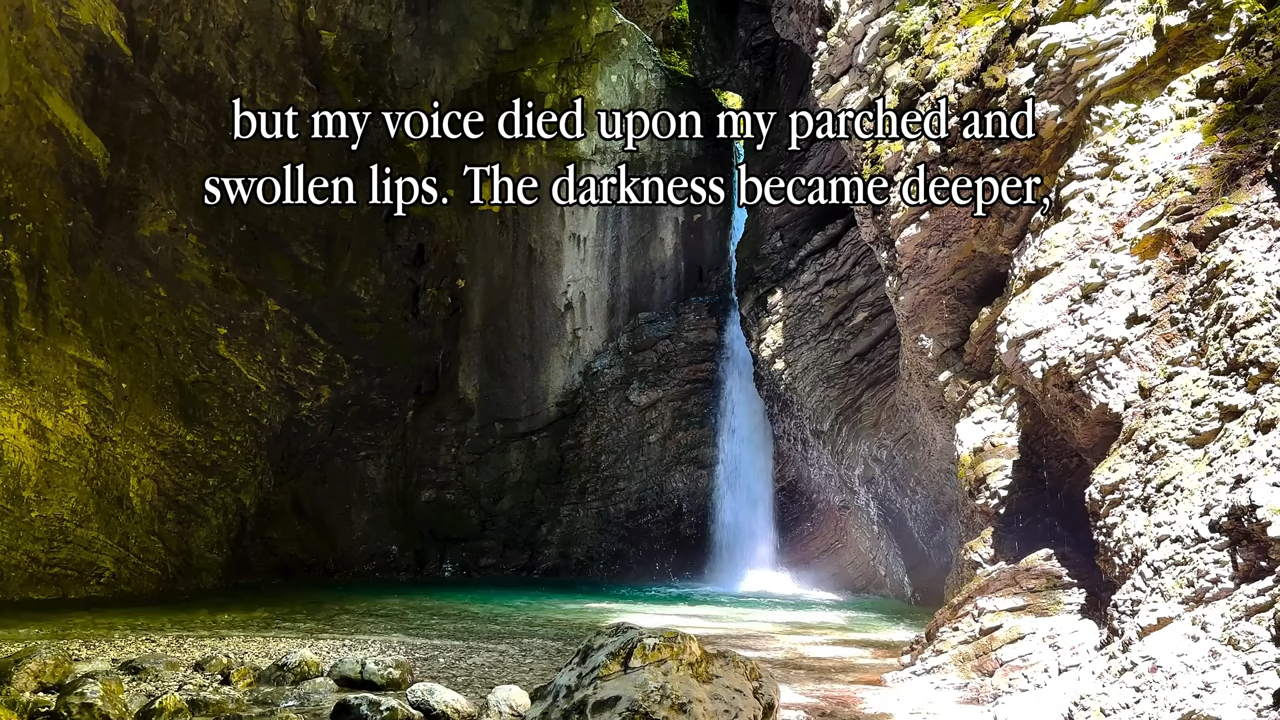 but my voice died upon my parched and
swollen lips. The darkness became deeper,